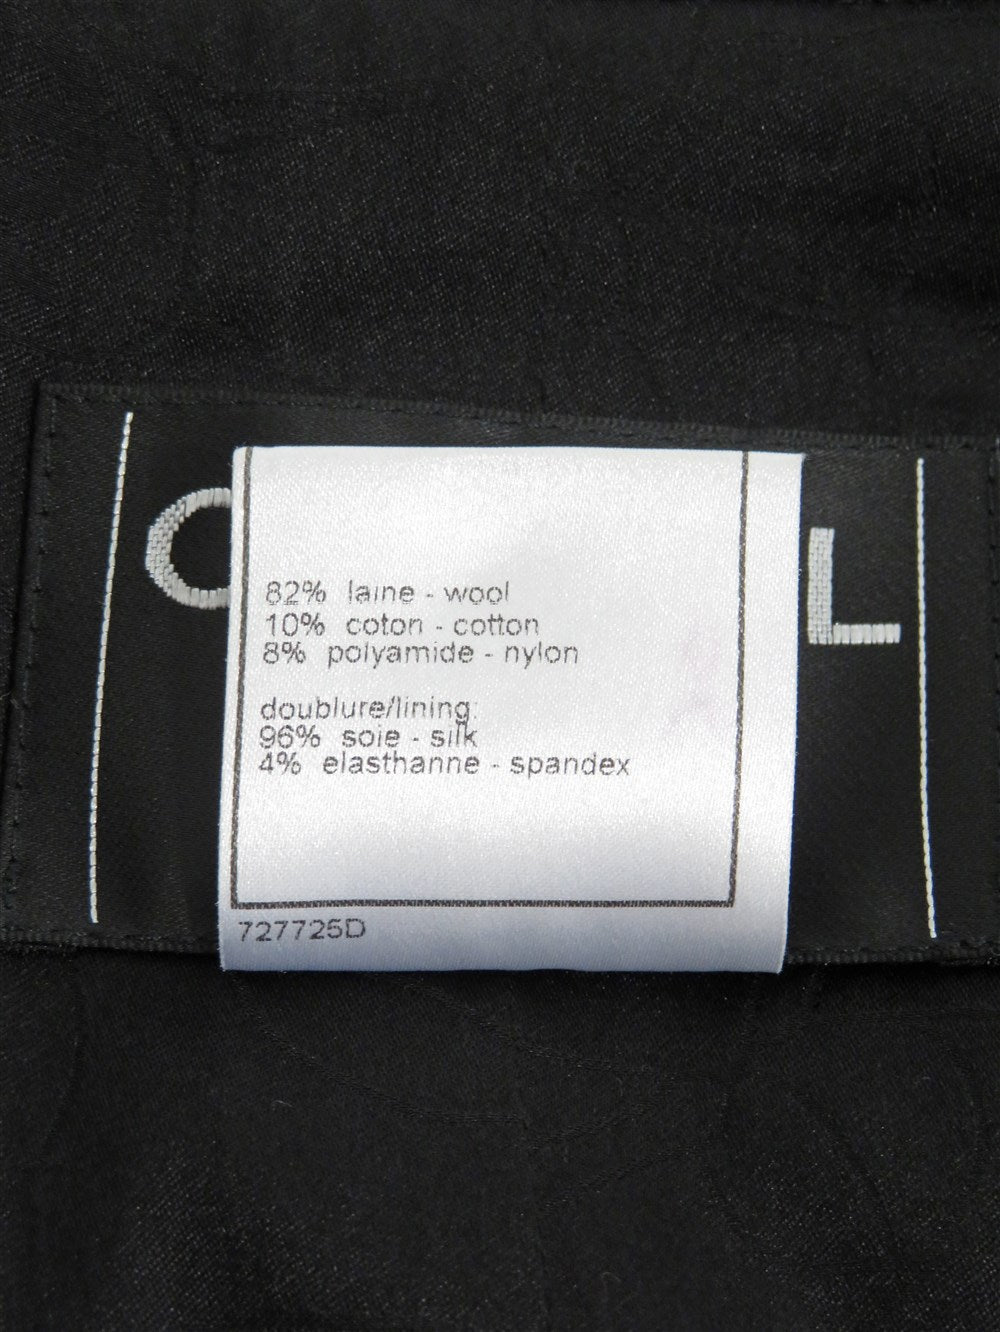 C L
82% laine - wool
10% coton - cotton
8% polyamide - nylon
doublure/lining:
96% soie - silk
4% elasthanne - spandex
727725D